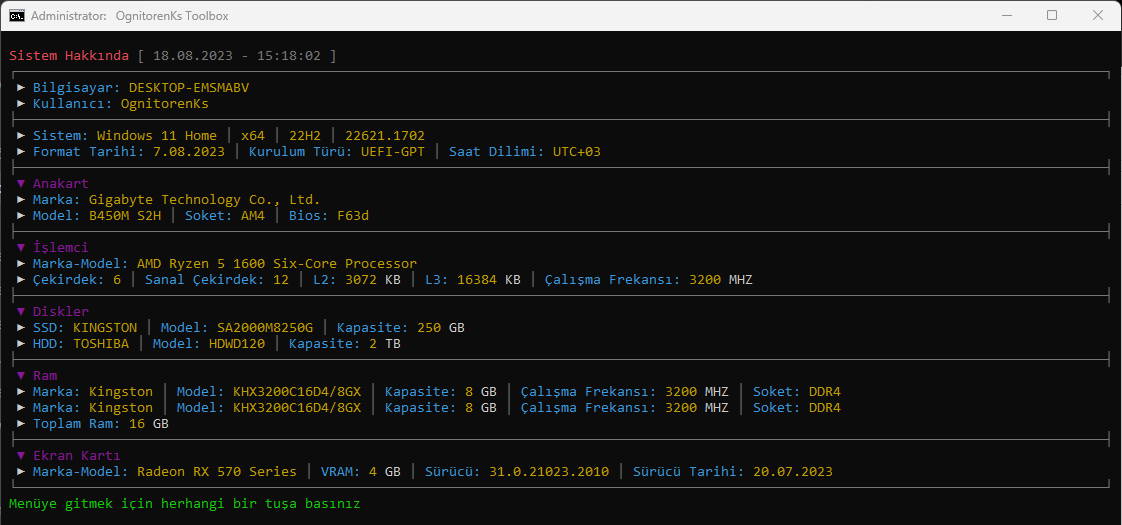 Administrator: OgnitorenKs Toolbox
Sistem Hakkında [ 18.08.2023 - 15:18:02 ]
► Bilgisayar: DESKTOP-EMSMABV
► Kullanıcı: OgnitorenKs
► Sistem: Windows 11 Home │ x64 │ 22H2 │ 22621.1702
► Format Tarihi: 7.08.2023 │ Kurulum Türü: UEFI-GPT │ Saat Dilimi: UTC+03
▼ Anakart
► Marka: Gigabyte Technology Co., Ltd.
► Model: B450M S2H │ Soket: AM4 │ Bios: F63d
▼ İşlemci
► Marka-Model: AMD Ryzen 5 1600 Six-Core Processor
► Çekirdek: 6 │ Sanal Çekirdek: 12 │ L2: 3072 KB │ L3: 16384 KB │ Çalışma Frekansı: 3200 MHZ
▼ Diskler
► SSD: KINGSTON │ Model: SA2000M8250G │ Kapasite: 250 GB
► HDD: TOSHIBA │ Model: HDWD120 │ Kapasite: 2 TB
▼ Ram
► Marka: Kingston │ Model: KHX3200C16D4/8GX │ Kapasite: 8 GB │ Çalışma Frekansı: 3200 MHZ │ Soket: DDR4
► Marka: Kingston │ Model: KHX3200C16D4/8GX │ Kapasite: 8 GB │ Çalışma Frekansı: 3200 MHZ │ Soket: DDR4
► Toplam Ram: 16 GB
▼ Ekran Kartı
► Marka-Model: Radeon RX 570 Series │ VRAM: 4 GB │ Sürücü: 31.0.21023.2010 │ Sürücü Tarihi: 20.07.2023
Menüye gitmek için herhangi bir tuşa basınız